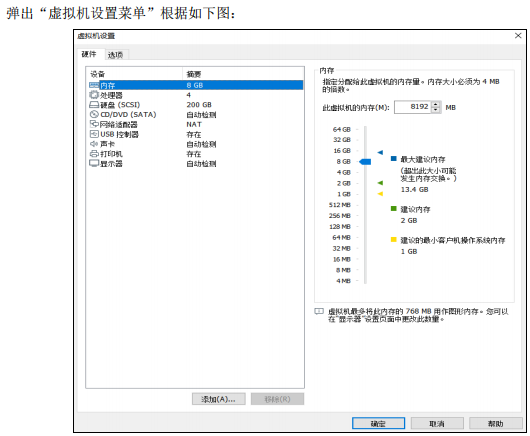 弹出“虚拟机设置菜单”根据如下图：
虚拟机设置
硬件 选项
设备 摘要
内存 8 GB
处理器 4
硬盘 (SCSI) 200 GB
CD/DVD (SATA) 自动检测
网络适配器 NAT
USB 控制器 存在
声卡 自动检测
打印机 存在
显示器 自动检测
添加(A)... 移除(R)
内存
指定分配给此虚拟机的内存量。内存大小必须为 4 MB
的倍数。
此虚拟机的内存(M): 8192 MB
64 GB
32 GB
16 GB
8 GB
4 GB
2 GB
1 GB
512 MB
256 MB
128 MB
64 MB
32 MB
16 MB
8 MB
4 MB
最大建议内存
(超出此大小可能
发生内存交换。)
13.4 GB
建议内存
2 GB
建议的最小客户机操作系统内存
1 GB
虚拟机最多将此内存的 768 MB 用作图形内存。您可以
在"显示器"设置页面中更改此数量。
确定 取消 帮助